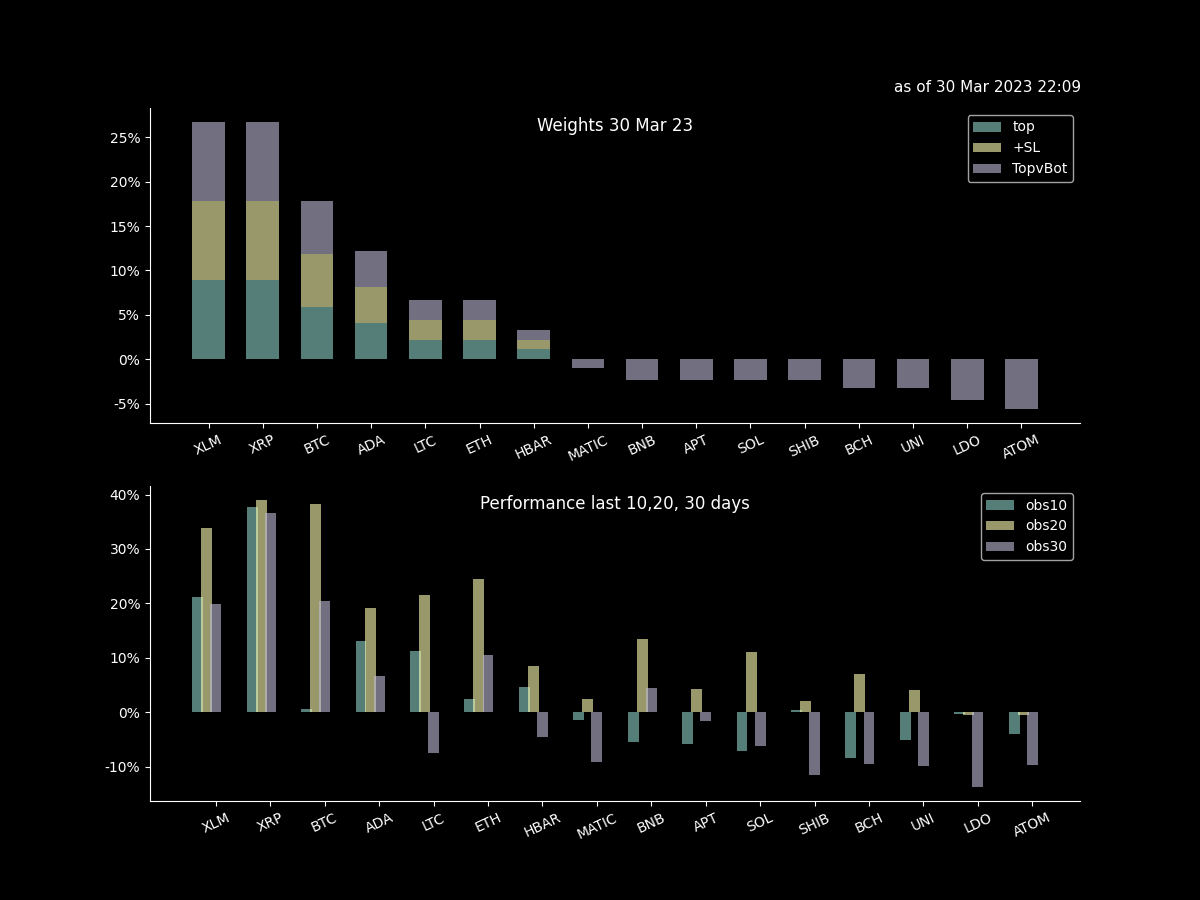 as of 30 Mar 2023 22:09
Weights 30 Mar 23
top
+SL
TopvBot
25%
20%
15%
10%
5%
0%
-5%
XLM XRP BTC ADA LTC ETH HBAR MATIC BNB APT SOL SHIB BCH UNI LDO ATOM
Performance last 10,20, 30 days
obs10
obs20
obs30
40%
30%
20%
10%
0%
-10%
XLM XRP BTC ADA LTC ETH HBAR MATIC BNB APT SOL SHIB BCH UNI LDO ATOM